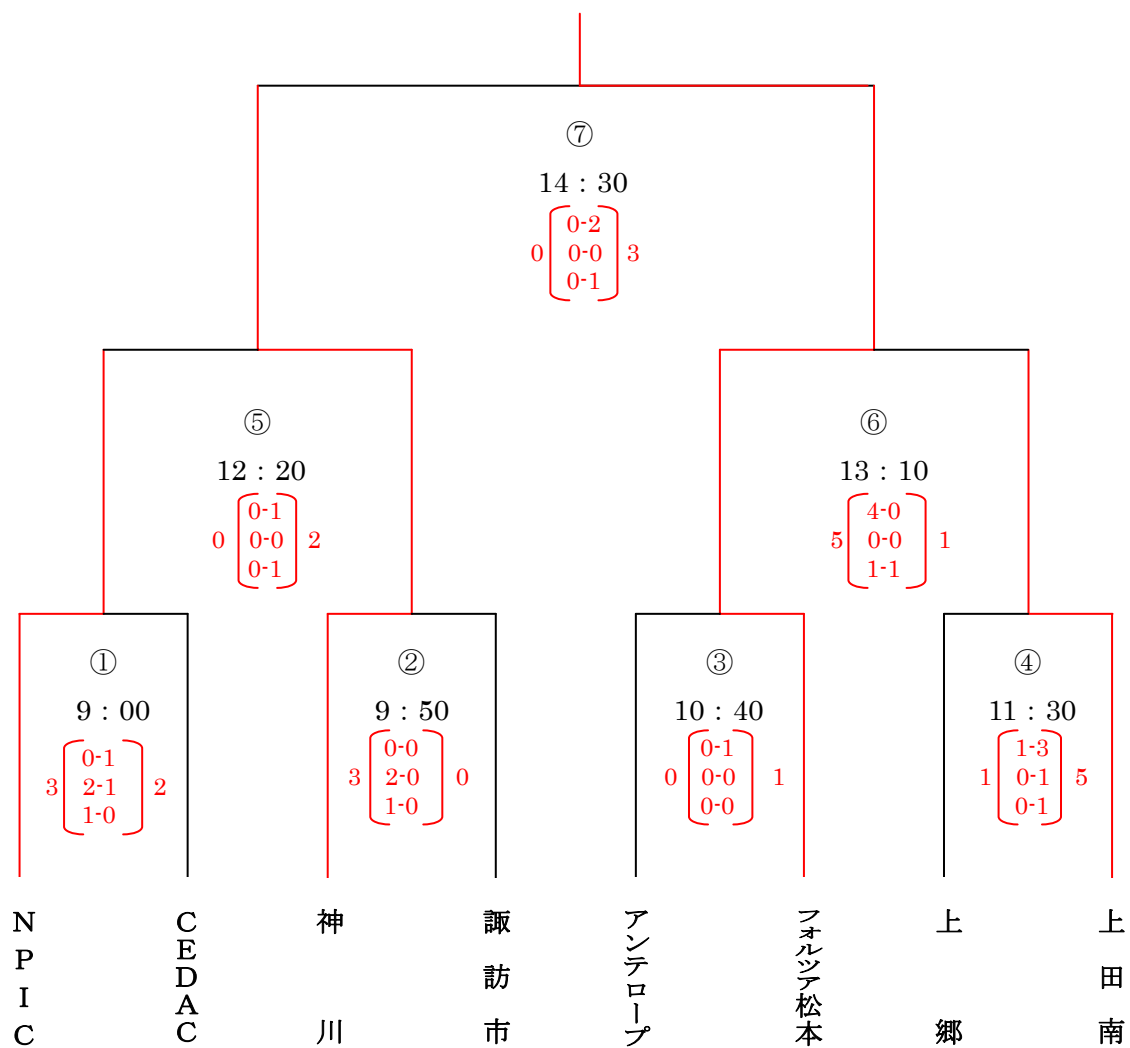 ⑦
14：30
0-2
0 0-0 3
0-1
⑤
12：20
0-1
0 0-0 2
0-1
⑥
13：10
4-0
5 0-0 1
1-1
①
9：00
0-1
3 2-1 2
1-0
②
9：50
0-0
3 2-0 0
1-0
③
10：40
0-1
0 0-0 1
0-0
④
11：30
1-3
1 0-1 5
0-1
NPIC
CEDAC
神川
諏訪市
アンテロープ
フォルツァ松本
上郷
上田南